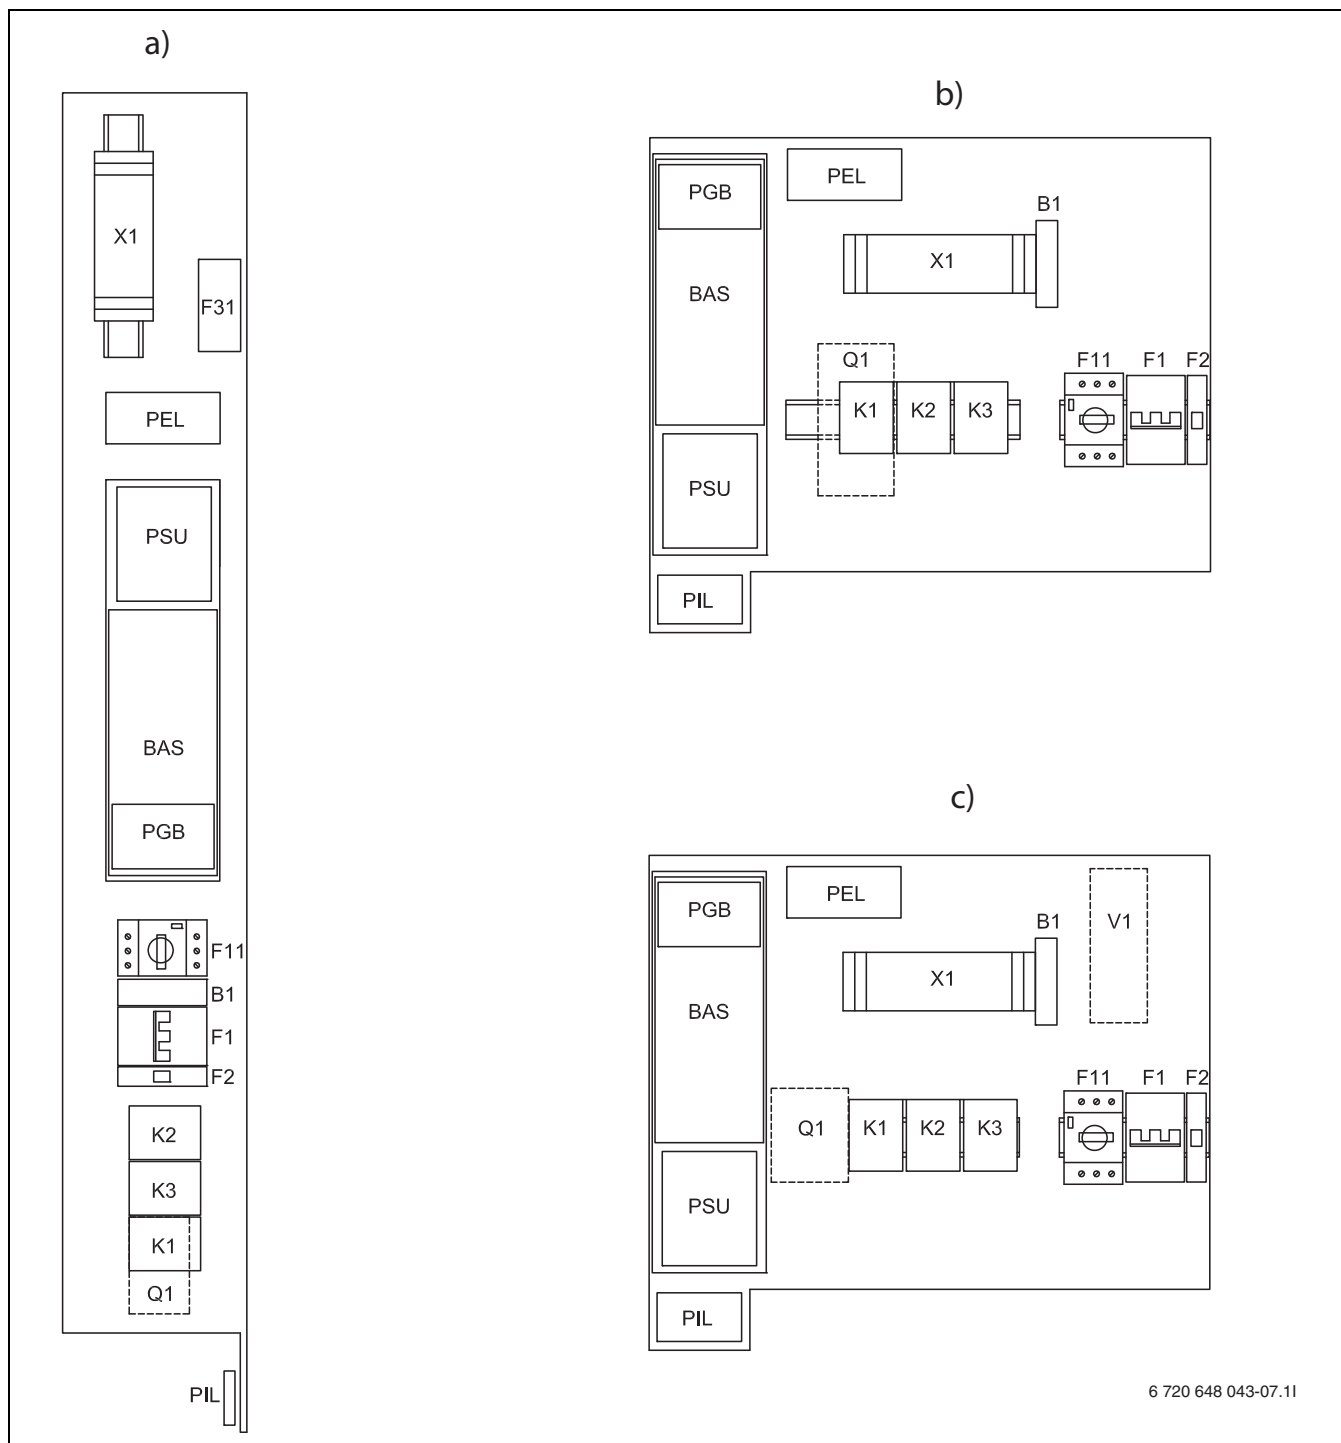 a)
X1
F31
PEL
PSU
BAS
PGB
F11
B1
F1
F2
K2
K3
K1
Q1
PIL
b)
PGB
PEL
B1
BAS
X1
Q1
F11 F1 F2
K1 K2 K3
PSU
PIL
c)
PGB
PEL
B1
V1
BAS
X1
F11 F1 F2
Q1 K1 K2 K3
PSU
PIL
6 720 648 043-07.1I